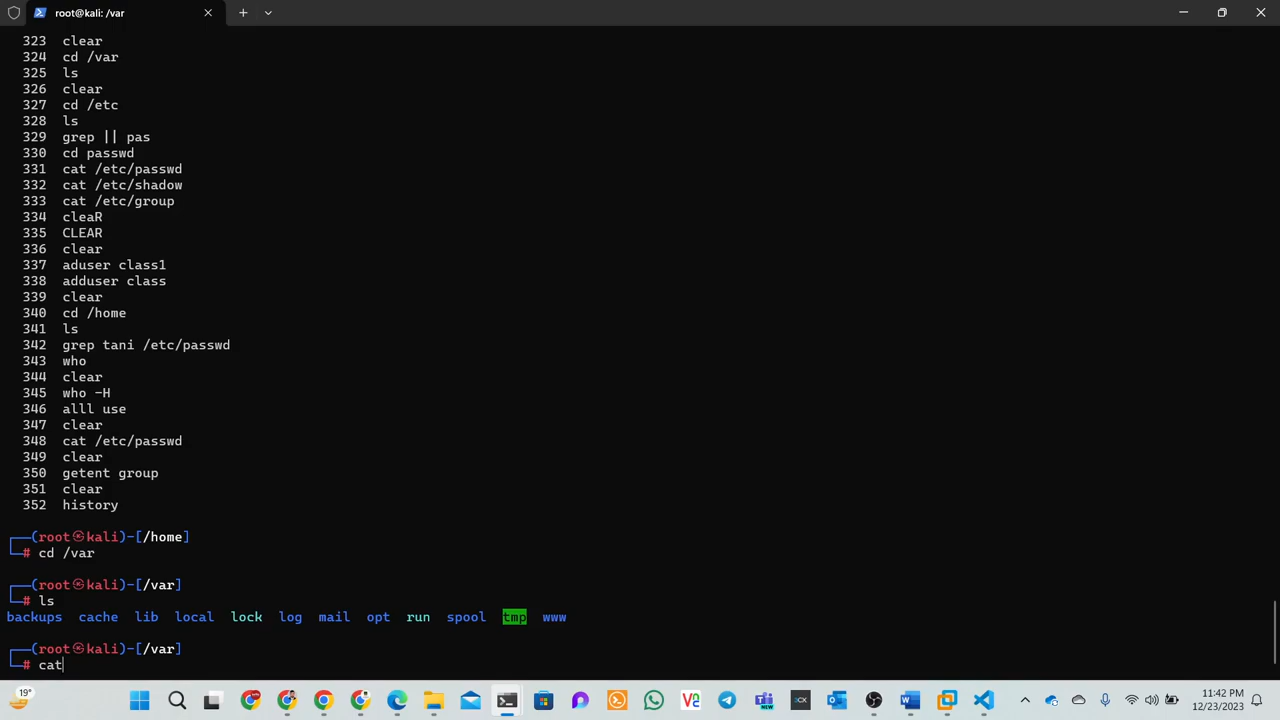 root@kali: /var
323 clear
324 cd /var
325 ls
326 clear
327 cd /etc
328 ls
329 grep || pas
330 cd passwd
331 cat /etc/passwd
332 cat /etc/shadow
333 cat /etc/group
334 cleaR
335 CLEAR
336 clear
337 aduser class1
338 adduser class
339 clear
340 cd /home
341 ls
342 grep tani /etc/passwd
343 who
344 clear
345 who -H
346 alll use
347 clear
348 cat /etc/passwd
349 clear
350 getent group
351 clear
352 history
┌──(root㉿kali)-[/home]
└─# cd /var
┌──(root㉿kali)-[/var]
└─# ls
backups cache lib local lock log mail opt run spool tmp www
┌──(root㉿kali)-[/var]
└─# cat
19°
11:42 PM
12/23/2023